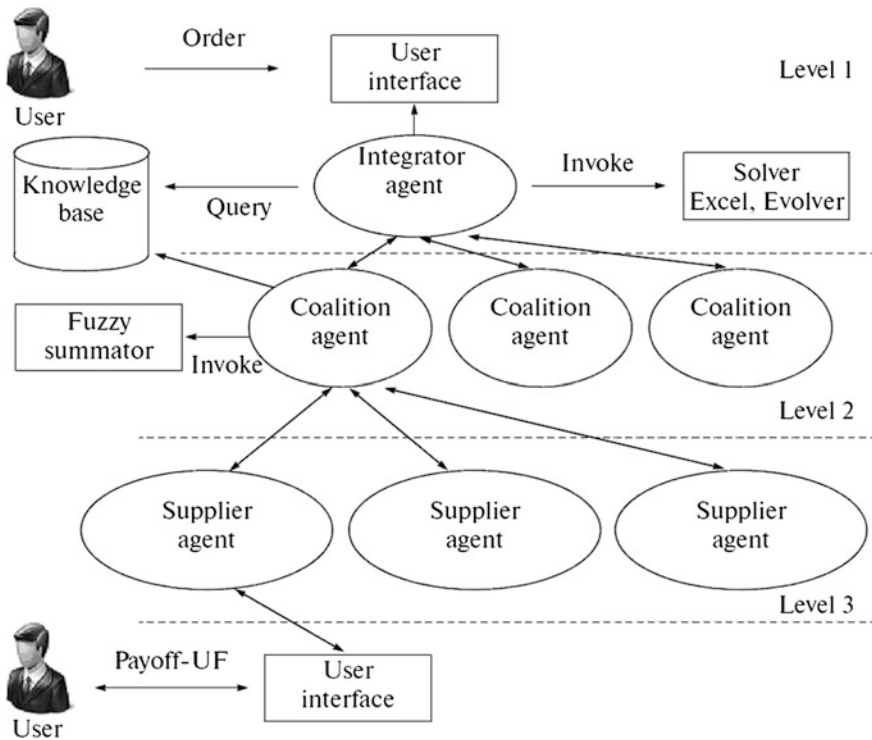 Order
User
interface
Level 1
User
Integrator
agent
Invoke
Solver
Excel, Evolver
Knowledge
base
Query
Coalition
agent
Coalition
agent
Coalition
agent
Fuzzy
summator
Invoke
Level 2
Supplier
agent
Supplier
agent
Supplier
agent
Level 3
Payoff-UF
User
interface
User